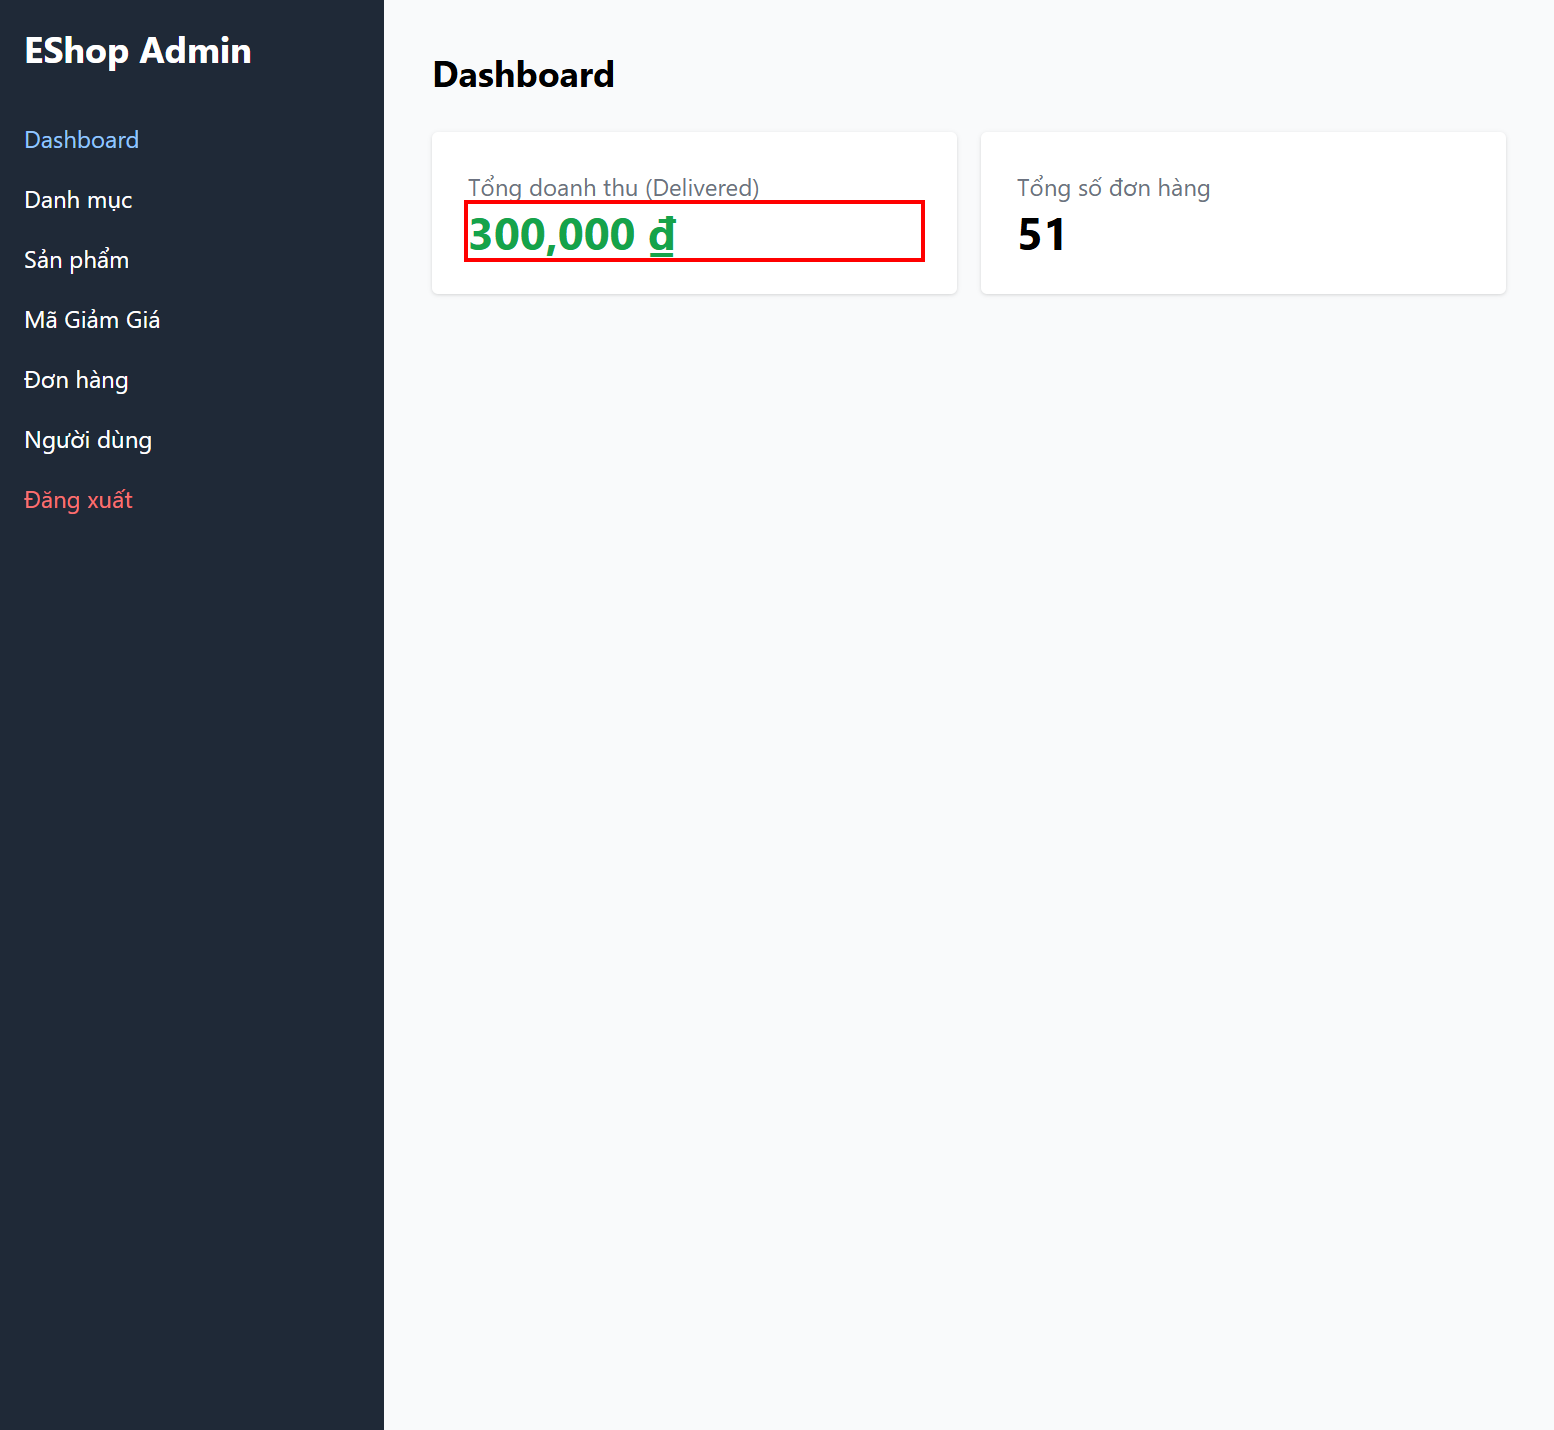 EShop Admin
Dashboard
Danh mục
Sản phẩm
Mã Giảm Giá
Đơn hàng
Người dùng
Đăng xuất
Dashboard
Tổng doanh thu (Delivered)
300,000 ₫
Tổng số đơn hàng
51